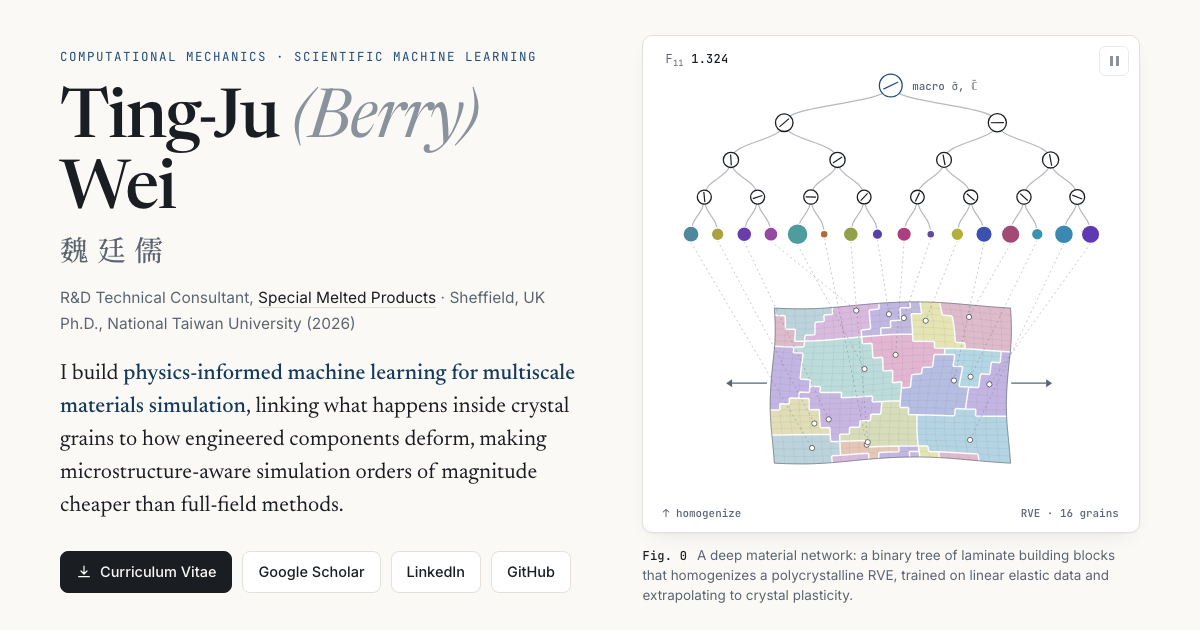 COMPUTATIONAL MECHANICS · SCIENTIFIC MACHINE LEARNING
Ting-Ju (Berry)
Wei
魏廷儒
R&D Technical Consultant, Special Melted Products · Sheffield, UK
Ph.D., National Taiwan University (2026)
I build physics-informed machine learning for multiscale
materials simulation, linking what happens inside crystal
grains to how engineered components deform, making
microstructure-aware simulation orders of magnitude
cheaper than full-field methods.
Curriculum Vitae
Google Scholar
LinkedIn
GitHub
F₁₁ 1.324
macro σ̄, C̄
↑ homogenize
RVE · 16 grains
Fig. 0 A deep material network: a binary tree of laminate building blocks
that homogenizes a polycrystalline RVE, trained on linear elastic data and
extrapolating to crystal plasticity.